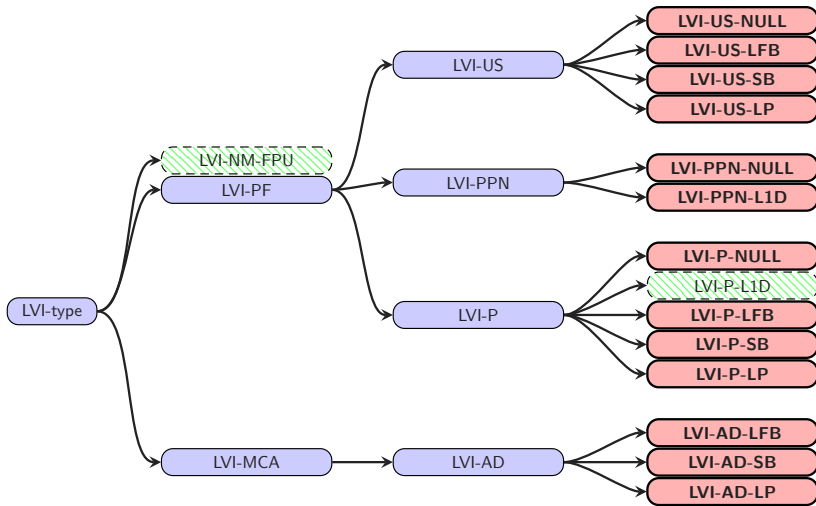 LVI-type
LVI-NM-FPU
LVI-PF
LVI-MCA
LVI-US
LVI-PPN
LVI-P
LVI-AD
LVI-US-NULL
LVI-US-LFB
LVI-US-SB
LVI-US-LP
LVI-PPN-NULL
LVI-PPN-L1D
LVI-P-NULL
LVI-P-L1D
LVI-P-LFB
LVI-P-SB
LVI-P-LP
LVI-AD-LFB
LVI-AD-SB
LVI-AD-LP